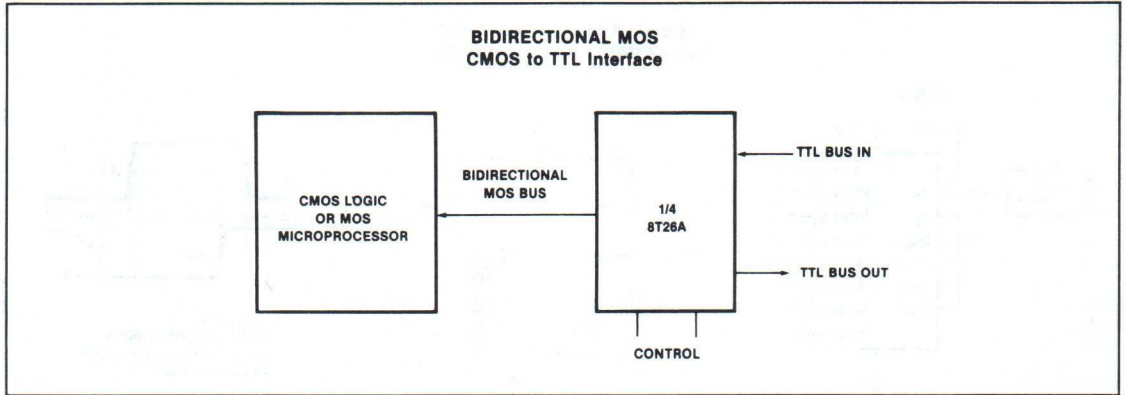 BIDIRECTIONAL MOS
CMOS to TTL Interface
CMOS LOGIC
OR MOS
MICROPROCESSOR
BIDIRECTIONAL
MOS BUS
1/4
8T26A
TTL BUS IN
TTL BUS OUT
CONTROL